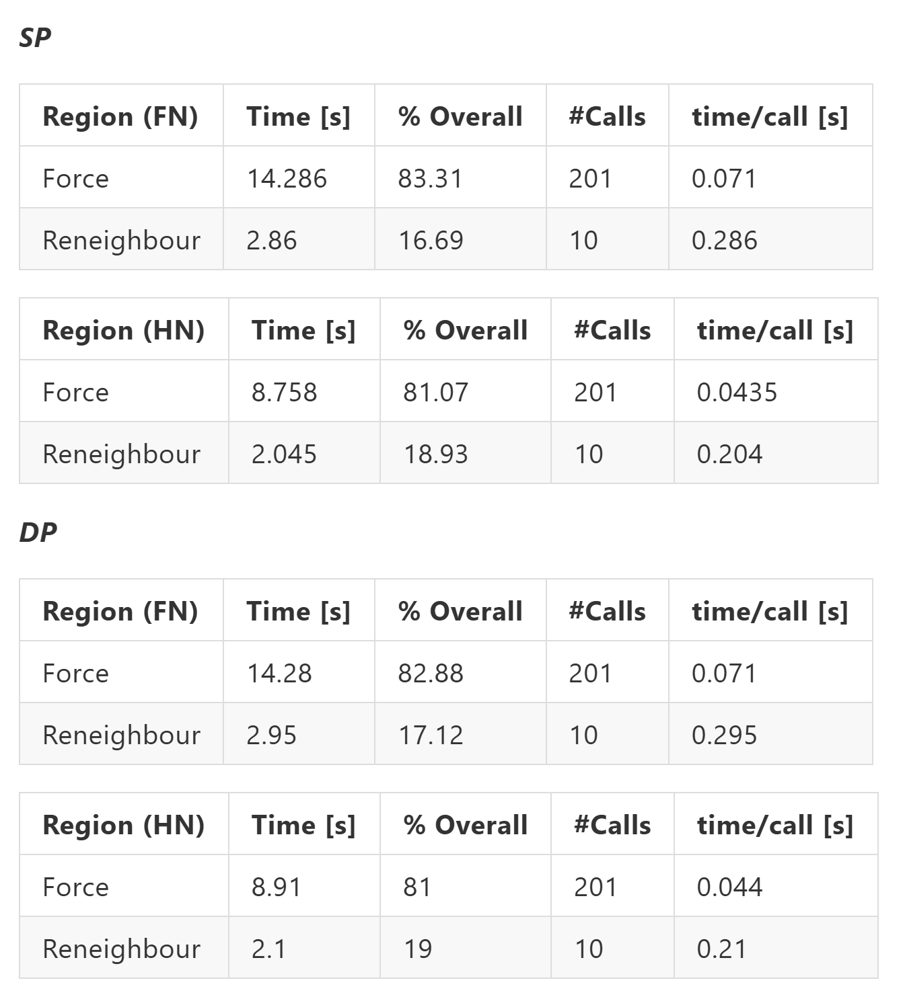 SP
Region (FN) Time [s] % Overall #Calls time/call [s]
Force 14.286 83.31 201 0.071
Reneighbour 2.86 16.69 10 0.286
Region (HN) Time [s] % Overall #Calls time/call [s]
Force 8.758 81.07 201 0.0435
Reneighbour 2.045 18.93 10 0.204
DP
Region (FN) Time [s] % Overall #Calls time/call [s]
Force 14.28 82.88 201 0.071
Reneighbour 2.95 17.12 10 0.295
Region (HN) Time [s] % Overall #Calls time/call [s]
Force 8.91 81 201 0.044
Reneighbour 2.1 19 10 0.21